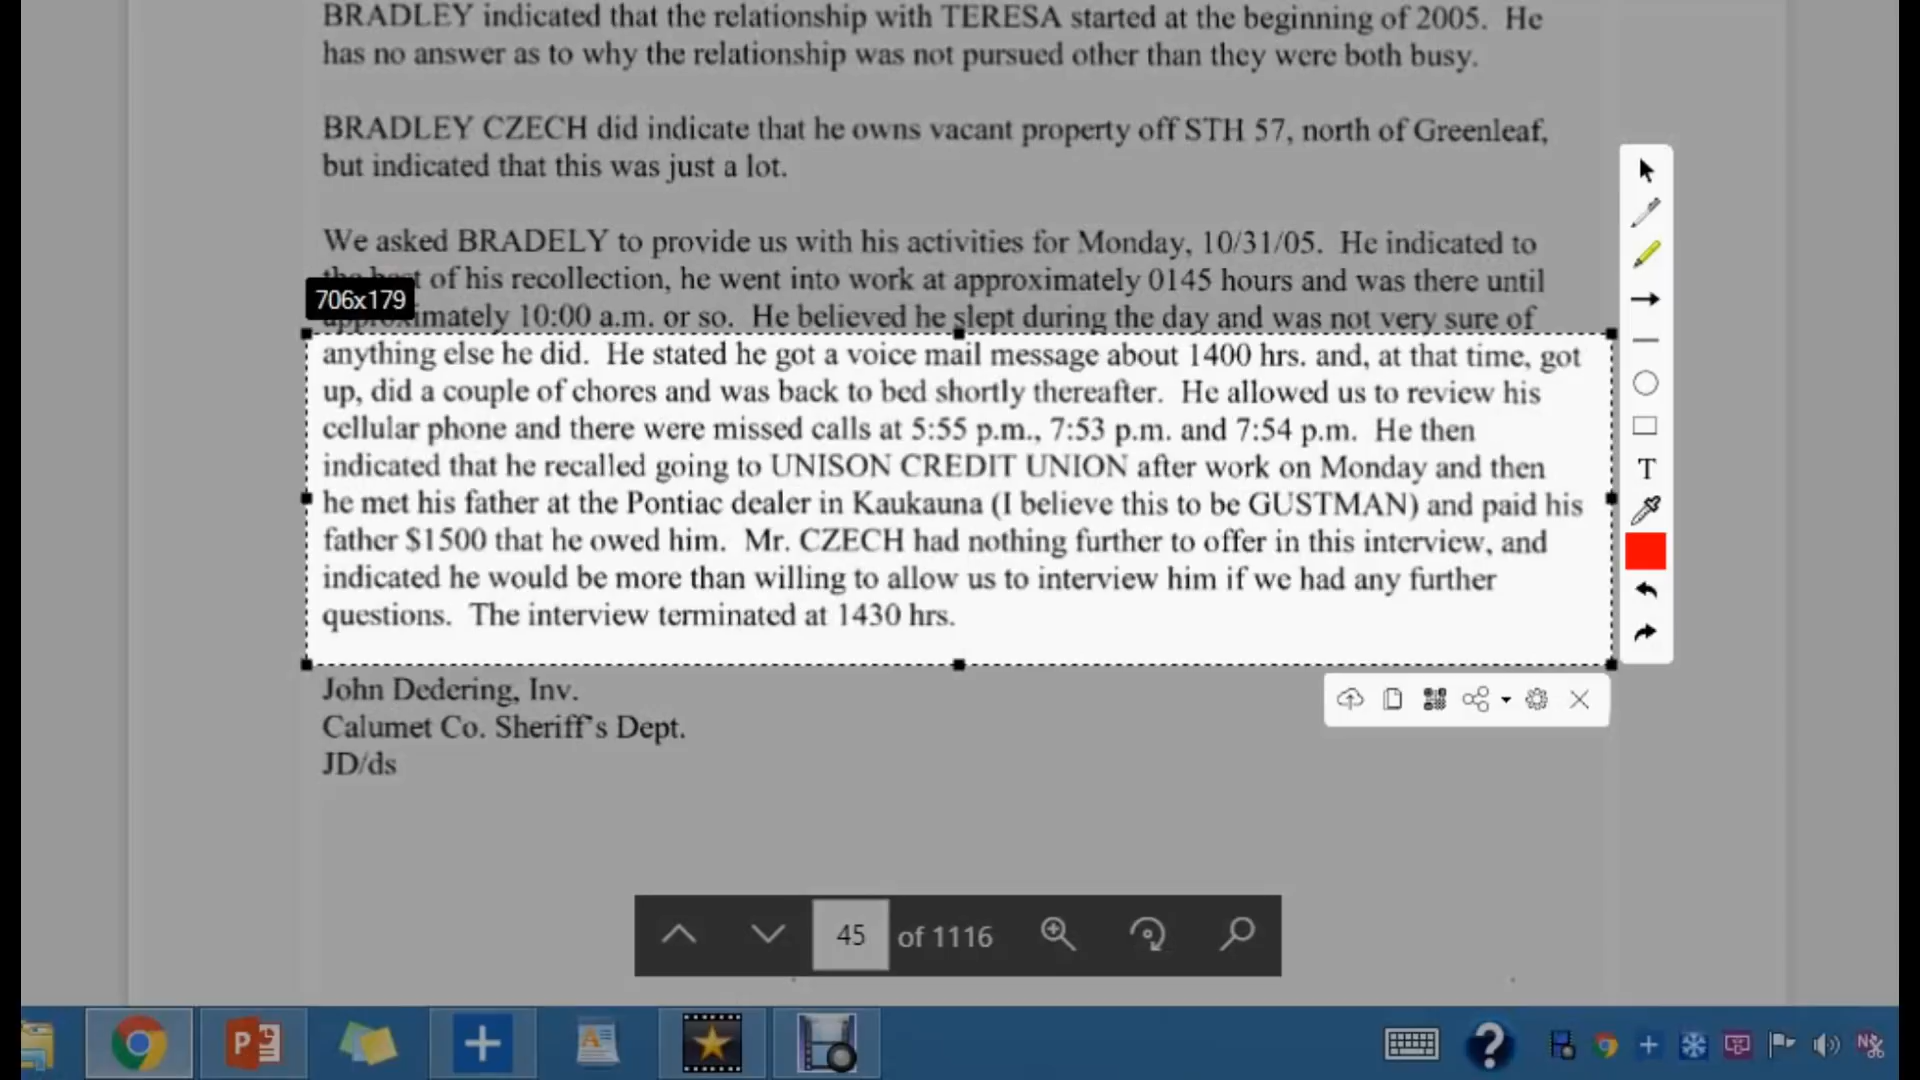 BRADLEY indicated that the relationship with TERESA started at the beginning of 2005. He
has no answer as to why the relationship was not pursued other than they were both busy.
BRADLEY CZECH did indicate that he owns vacant property off STH 57, north of Greenleaf,
but indicated that this was just a lot.
We asked BRADELY to provide us with his activities for Monday, 10/31/05. He indicated to
the best of his recollection, he went into work at approximately 0145 hours and was there until
706x179
approximately 10:00 a.m. or so. He believed he slept during the day and was not very sure of
anything else he did. He stated he got a voice mail message about 1400 hrs. and, at that time, got
up, did a couple of chores and was back to bed shortly thereafter. He allowed us to review his
cellular phone and there were missed calls at 5:55 p.m., 7:53 p.m. and 7:54 p.m. He then
indicated that he recalled going to UNISON CREDIT UNION after work on Monday and then
he met his father at the Pontiac dealer in Kaukauna (I believe this to be GUSTMAN) and paid his
father $1500 that he owed him. Mr. CZECH had nothing further to offer in this interview, and
indicated he would be more than willing to allow us to interview him if we had any further
questions. The interview terminated at 1430 hrs.
T
John Dedering, Inv.
Calumet Co. Sheriff's Dept.
JD/ds
45 of 1116